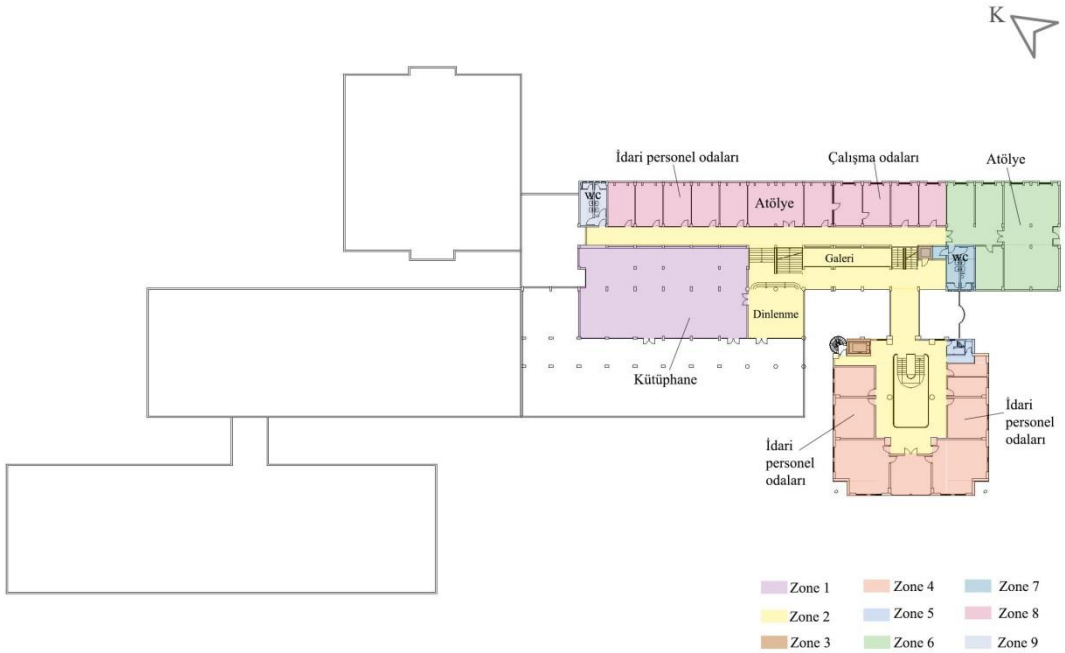 K
İdari personel odaları
Çalışma odaları
Atölye
WC
Atölye
Galeri
WC
Dinlenme
Kütüphane
İdari
personel
odaları
İdari
personel
odaları
Zone 1
Zone 4
Zone 7
Zone 2
Zone 5
Zone 8
Zone 3
Zone 6
Zone 9